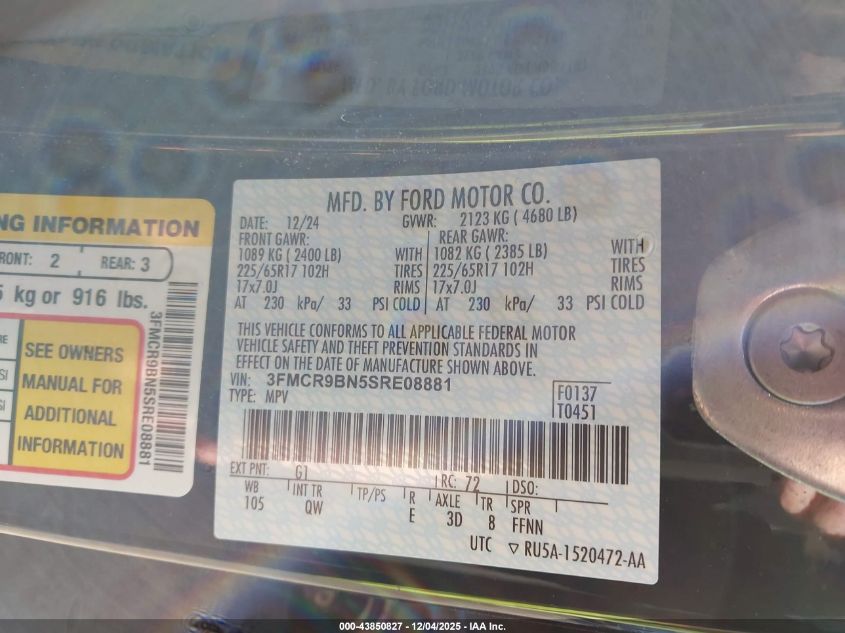 MFD. BY FORD MOTOR CO.
DATE: 12/24 GVWR: 2123 KG ( 4680 LB)
FRONT GAWR: REAR GAWR:
1089 KG ( 2400 LB) WITH 1082 KG ( 2385 LB) WITH
225/65R17 102H TIRES 225/65R17 102H TIRES
17x7.0J RIMS 17x7.0J RIMS
AT 230 kPa/ 33 PSI COLD AT 230 kPa/ 33 PSI COLD
THIS VEHICLE CONFORMS TO ALL APPLICABLE FEDERAL MOTOR
VEHICLE SAFETY AND THEFT PREVENTION STANDARDS IN
EFFECT ON THE DATE OF MANUFACTURE SHOWN ABOVE.
VIN: 3FMCR9BN5SRE08881
TYPE: MPV
F0137
T0451
EXT PNT: G1 RC: 72 DSO:
WB INT TR TP/PS R AXLE TR SPR
105 QW E 3D 8 FFNN
UTC ▽ RU5A-1520472-AA
NG INFORMATION
FRONT: 2 REAR: 3
kg or 916 lbs.
SEE OWNERS
MANUAL FOR
ADDITIONAL
INFORMATION
3FMCR9BN5SRE08881
000-43850827 - 12/04/2025 - IAA Inc.